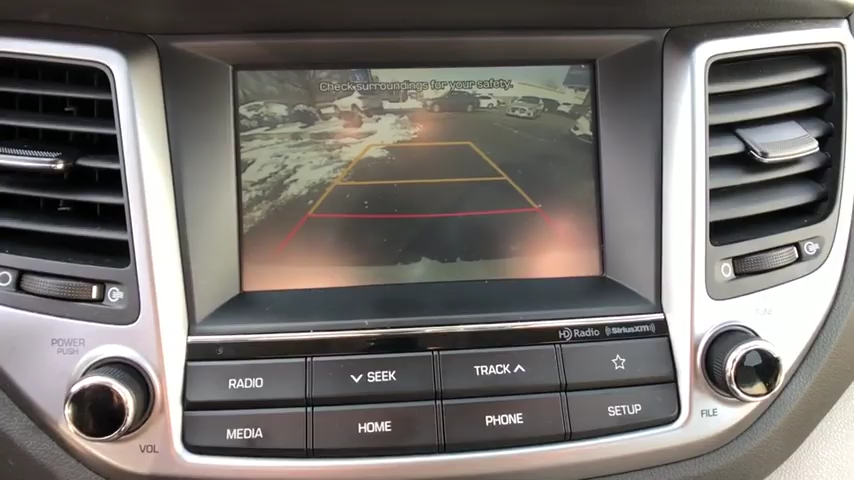 Check surroundings for your safety.
HD Radio SiriusXM
POWER
PUSH
VOL
RADIO
SEEK
TRACK
MEDIA
HOME
PHONE
SETUP
TUNE
FILE